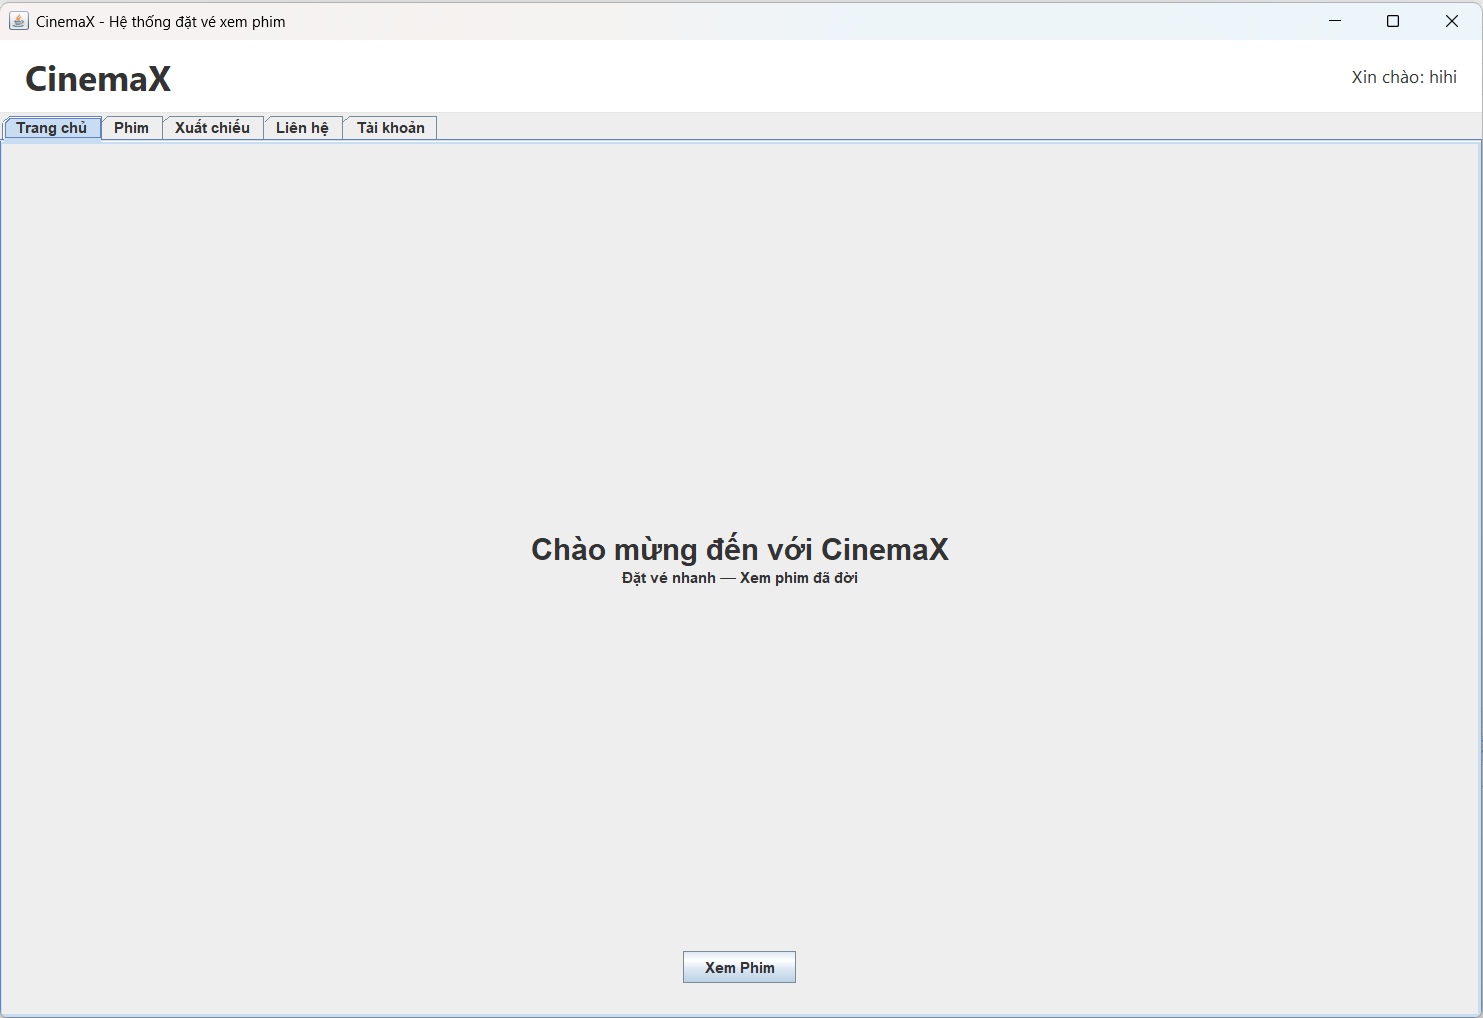 CinemaX - Hệ thống đặt vé xem phim
CinemaX
Xin chào: hihi
Trang chủ Phim Xuất chiếu Liên hệ Tài khoản
Chào mừng đến với CinemaX
Đặt vé nhanh — Xem phim đã đời
Xem Phim